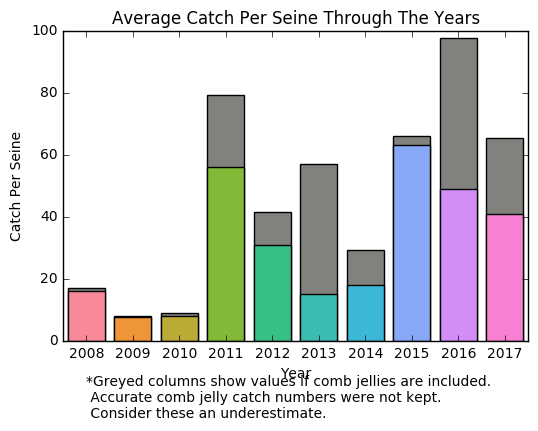 Average Catch Per Seine Through The Years
100
80
60
40
20
0
Catch Per Seine
2008 2009 2010 2011 2012 2013 2014 2015 2016 2017
Year
*Greyed columns show values if comb jellies are included.
Accurate comb jelly catch numbers were not kept.
Consider these an underestimate.